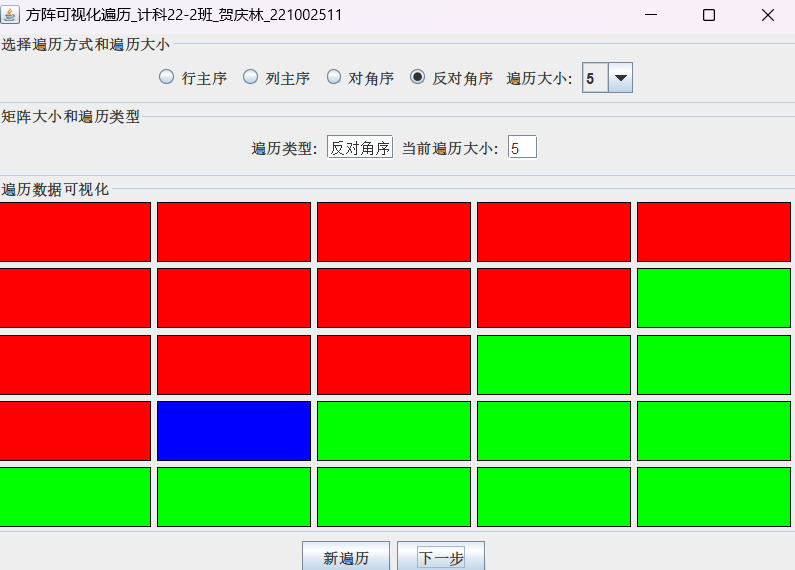 方阵可视化遍历_计科22-2班_贺庆林_221002511
选择遍历方式和遍历大小
行主序 列主序 对角序 反对角序 遍历大小: 5
矩阵大小和遍历类型
遍历类型: 反对角序 当前遍历大小: 5
遍历数据可视化
新遍历 下一步